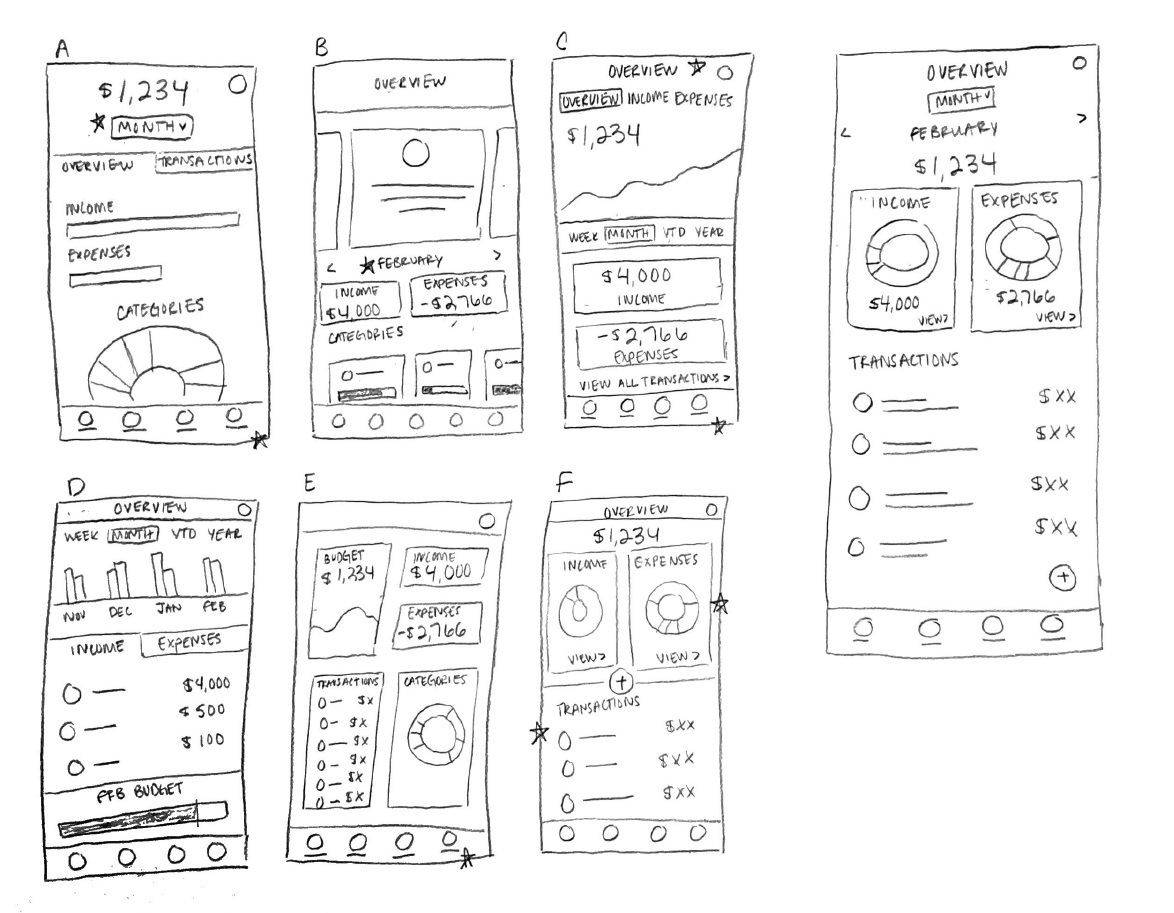 A
$1,234
MONTH
OVERVIEW TRANSACTIONS
INCOME
EXPENSES
CATEGORIES
B
OVERVIEW
< FEBRUARY >
INCOME
$4,000
EXPENSES
-$2,766
CATEGORIES
C
OVERVIEW
OVERVIEW INCOME EXPENSES
$1,234
WEEK MONTH YTD YEAR
$4,000
INCOME
-$2,766
EXPENSES
VIEW ALL TRANSACTIONS >
OVERVIEW
MONTH
< FEBRUARY >
$1,234
INCOME
$4,000
VIEW >
EXPENSES
$2,766
VIEW >
TRANSACTIONS
$XX
$XX
$XX
$XX
+
D
OVERVIEW
WEEK MONTH YTD YEAR
NOV DEC JAN FEB
INCOME EXPENSES
$4,000
$500
$100
FEB BUDGET
E
BUDGET
$1,234
INCOME
$4,000
EXPENSES
-$2,766
TRANSACTIONS
$X
$X
$X
$X
$X
$X
CATEGORIES
F
OVERVIEW
$1,234
INCOME
VIEW >
EXPENSES
VIEW >
+
TRANSACTIONS
$XX
$XX
$XX